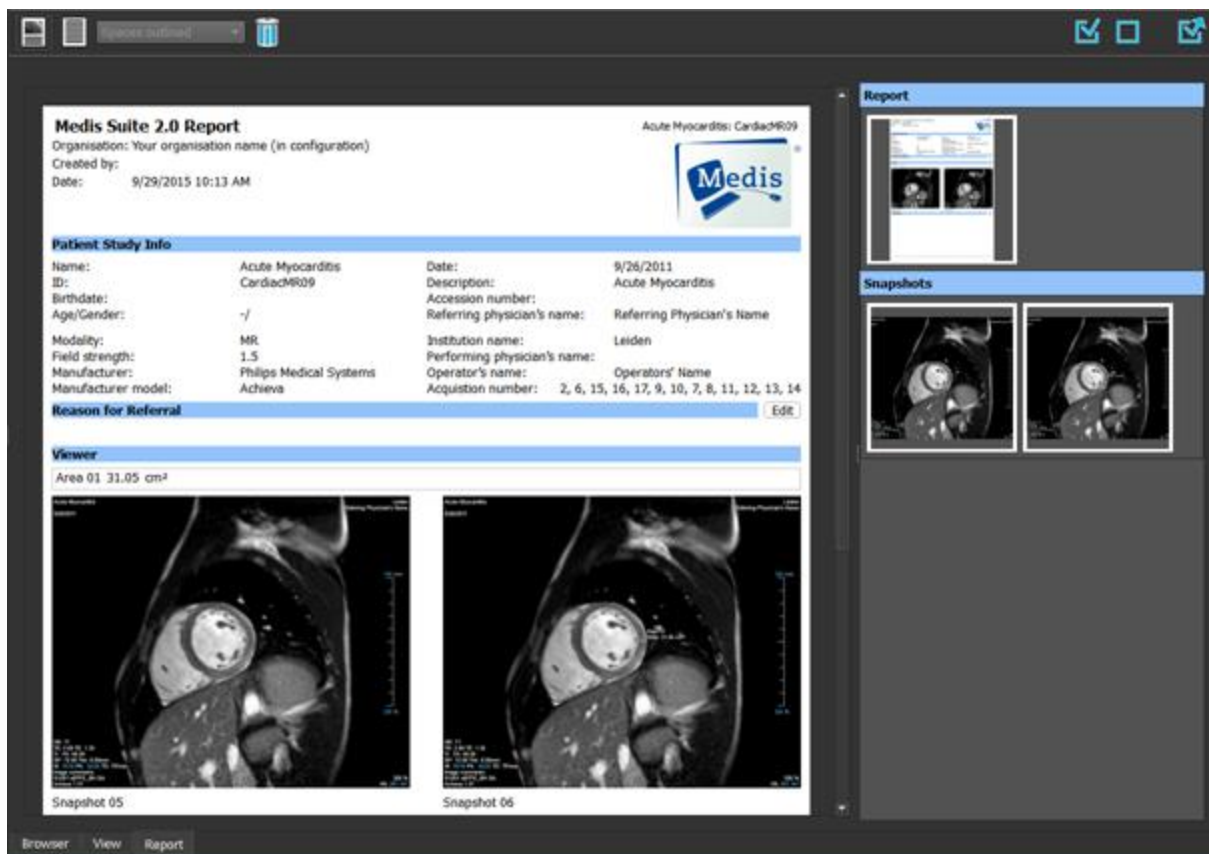 Spaces outlined
Medis Suite 2.0 Report
Acute Myocarditis: CardiacMR09
Organisation: Your organisation name (in configuration)
Created by:
Date: 9/29/2015 10:13 AM
Medis
Patient Study Info
Name: Acute Myocarditis Date: 9/26/2011
ID: CardiacMR09 Description: Acute Myocarditis
Birthdate: Accession number:
Age/Gender: -/ Referring physician's name: Referring Physician's Name
Modality: MR Institution name: Leiden
Field strength: 1.5 Performing physician's name:
Manufacturer: Philips Medical Systems Operator's name: Operators' Name
Manufacturer model: Achieva Acquistion number: 2, 6, 15, 16, 17, 9, 10, 7, 8, 11, 12, 13, 14
Reason for Referral Edit
Viewer
Area 01 31.05 cm²
Snapshot 05 Snapshot 06
Report
Snapshots
Browser View Report